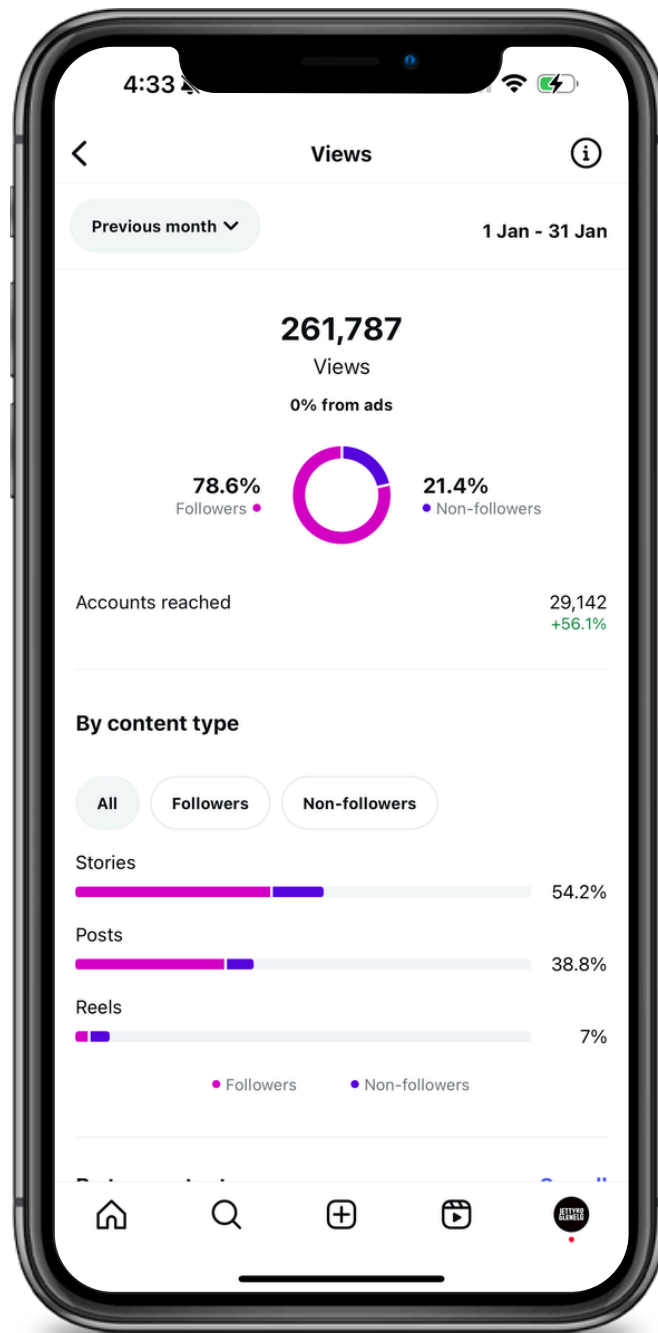 4:33
Views
Previous month
1 Jan - 31 Jan
261,787
Views
0% from ads
78.6%
Followers
21.4%
Non-followers
Accounts reached
29,142
+56.1%
By content type
All
Followers
Non-followers
Stories
54.2%
Posts
38.8%
Reels
7%
Followers
Non-followers
JETTYRD
GLENELG